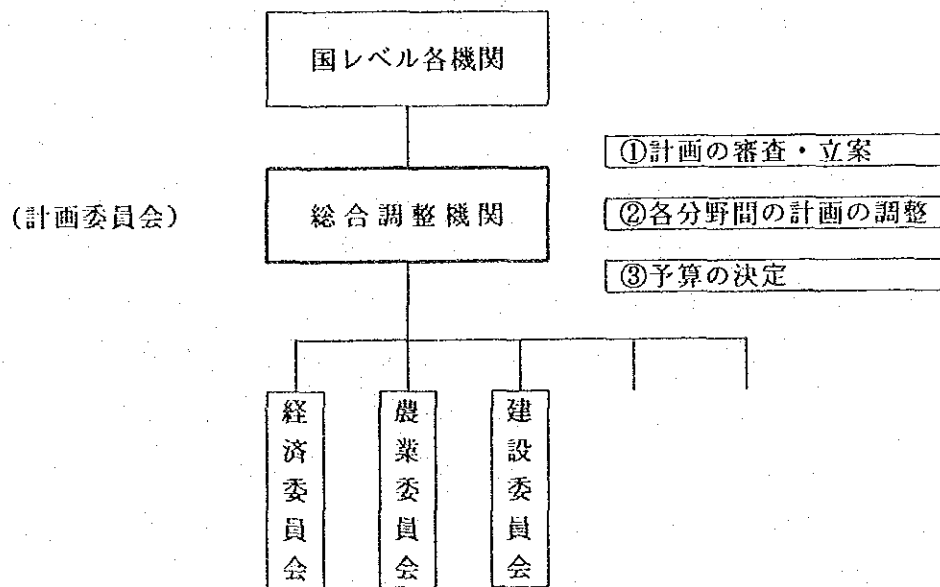 国レベル各機関
①計画の審査・立案
(計画委員会)
総合調整機関
②各分野間の計画の調整
③予算の決定
経済委員会
農業委員会
建設委員会